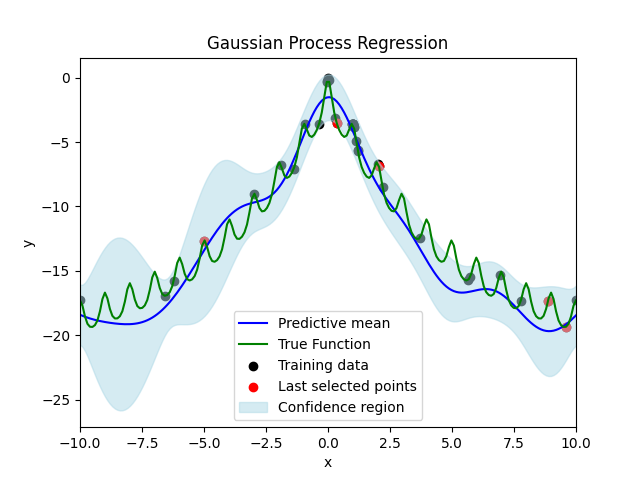 Gaussian Process Regression
y
0
−5
−10
−15
−20
−25
Predictive mean
True Function
Training data
Last selected points
Confidence region
−10.0 −7.5 −5.0 −2.5 0.0 2.5 5.0 7.5 10.0
x